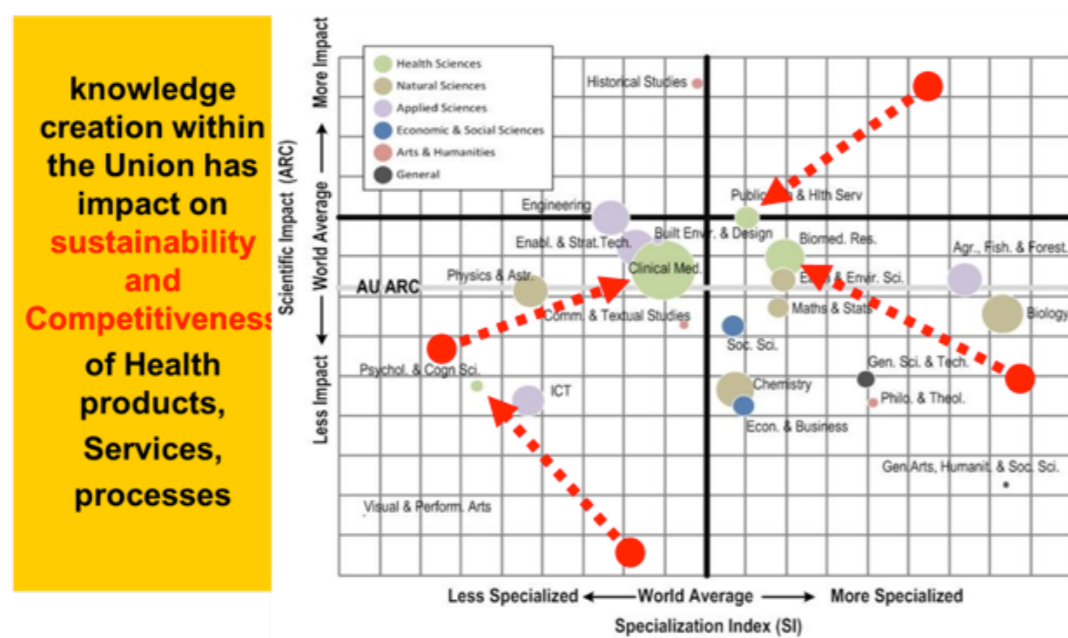 knowledge
creation within
the Union has
impact on
sustainability
and
Competitiveness
of Health
products,
Services,
processes
Scientific Impact (ARC)
Less Impact
World Average
More Impact
Health Sciences
Natural Sciences
Applied Sciences
Economic & Social Sciences
Arts & Humanities
General
Historical Studies
Public & Hlth Serv
Engineering
Built Envir. & Design
Enabl. & Strat.Tech.
Biomed. Res.
Agr., Fish. & Forest.
Clinical Med.
Physics & Astr.
& Envir. Sci.
AU ARC
Comm. & Textual Studies
Maths & Stats
Biology
Soc. Sci.
Psychol. & Cogn Sci.
Gen. Sci. & Tech.
ICT
Chemistry
Philo. & Theol.
Econ. & Business
Gen Arts, Humanit. & Soc. Sci.
Visual & Perform. Arts
Less Specialized
World Average
More Specialized
Specialization Index (SI)